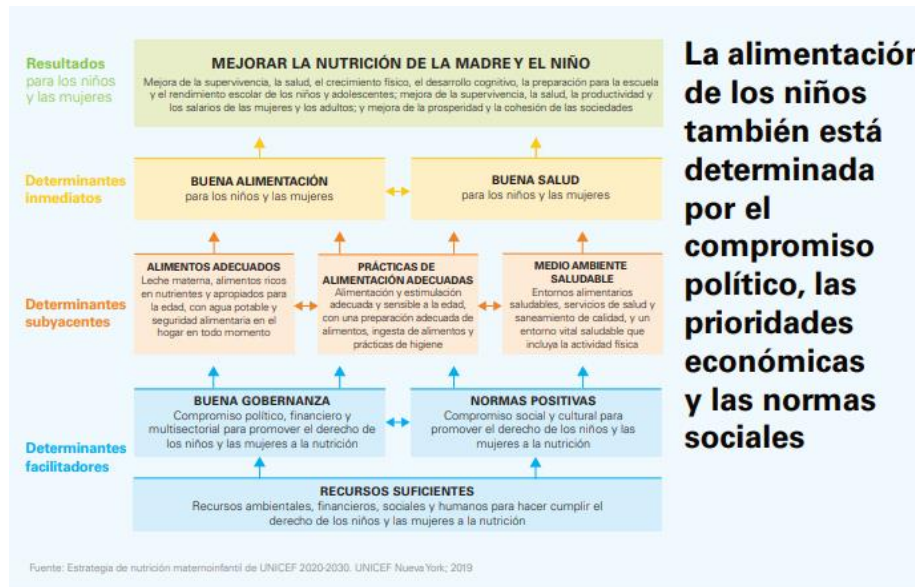 Resultados
para los niños
y las mujeres
MEJORAR LA NUTRICIÓN DE LA MADRE Y EL NIÑO
Mejora de la supervivencia, la salud, el crecimiento físico, el desarrollo cognitivo, la preparación para la escuela
y el rendimiento escolar de los niños y adolescentes; mejora de la supervivencia, la salud, la productividad y
los salarios de las mujeres y los adultos; y mejora de la prosperidad y la cohesión de las sociedades
Determinantes
inmediatos
BUENA ALIMENTACIÓN
para los niños y las mujeres
BUENA SALUD
para los niños y las mujeres
Determinantes
subyacentes
ALIMENTOS ADECUADOS
Leche materna, alimentos ricos
en nutrientes y apropiados para
la edad, con agua potable y
seguridad alimentaria en el
hogar en todo momento
PRÁCTICAS DE
ALIMENTACIÓN ADECUADAS
Alimentación y estimulación
adecuada y sensible a la edad,
con una preparación adecuada de
alimentos, ingesta de alimentos y
prácticas de higiene
MEDIO AMBIENTE
SALUDABLE
Entornos alimentarios
saludables, servicios de salud y
saneamiento de calidad, y un
entorno vital saludable que
incluya la actividad física
Determinantes
facilitadores
BUENA GOBERNANZA
Compromiso político, financiero y
multisectorial para promover el derecho de
los niños y las mujeres a la nutrición
NORMAS POSITIVAS
Compromiso social y cultural para
promover el derecho de los niños y las
mujeres a la nutrición
RECURSOS SUFICIENTES
Recursos ambientales, financieros, sociales y humanos para hacer cumplir el
derecho de los niños y las mujeres a la nutrición
Fuente: Estrategia de nutrición maternoinfantil de UNICEF 2020-2030. UNICEF Nueva York; 2019
La alimentación
de los niños
también está
determinada
por el
compromiso
político, las
prioridades
económicas
y las normas
sociales